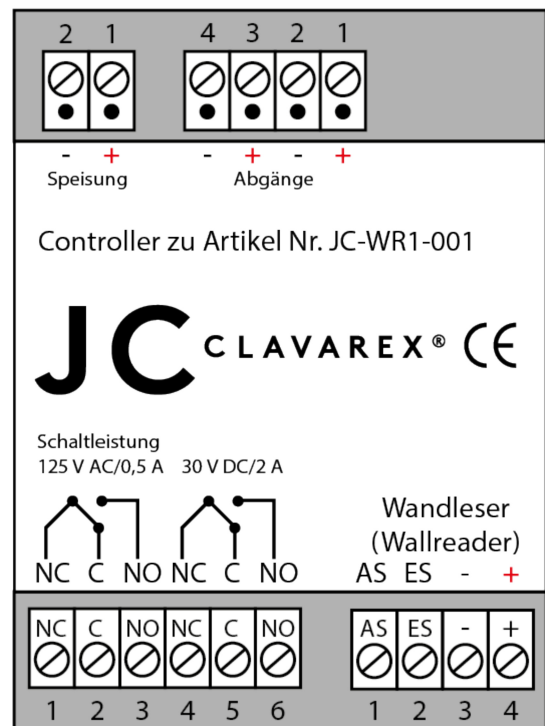 2 1 4 3 2 1
- + - + - +
Speisung Abgänge
Controller zu Artikel Nr. JC-WR1-001
JC CLAVAREX® CE
Schaltleistung
125 V AC/0,5 A 30 V DC/2 A
Wandleser
(Wallreader)
NC C NO NC C NO AS ES - +
NC C NO NC C NO AS ES - +
1 2 3 4 5 6 1 2 3 4